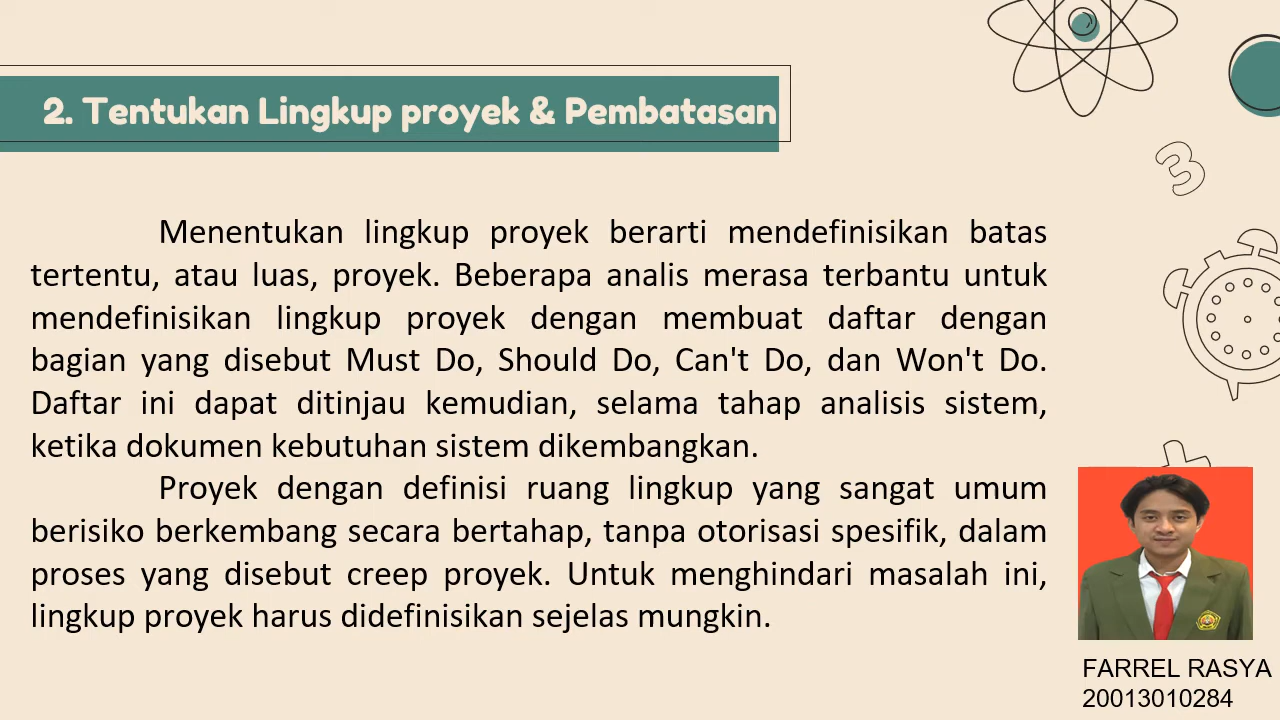 2. Tentukan Lingkup proyek & Pembatasan
3
Menentukan lingkup proyek berarti mendefinisikan batas
tertentu, atau luas, proyek. Beberapa analis merasa terbantu untuk
mendefinisikan lingkup proyek dengan membuat daftar dengan
bagian yang disebut Must Do, Should Do, Can't Do, dan Won't Do.
Daftar ini dapat ditinjau kemudian, selama tahap analisis sistem,
ketika dokumen kebutuhan sistem dikembangkan.
Proyek dengan definisi ruang lingkup yang sangat umum
berisiko berkembang secara bertahap, tanpa otorisasi spesifik, dalam
proses yang disebut creep proyek. Untuk menghindari masalah ini,
lingkup proyek harus didefinisikan sejelas mungkin.
FARREL RASYA
20013010284